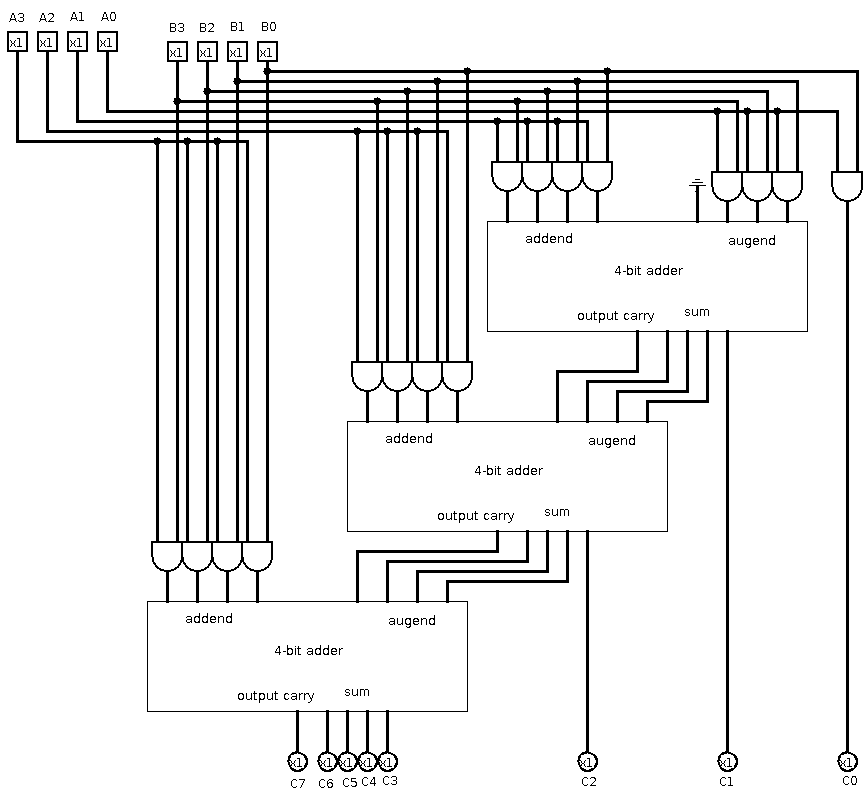 A3 A2 A1 A0
B3 B2 B1 B0
x1 x1 x1 x1
x1 x1 x1 x1
addend augend
4-bit adder
output carry sum
addend augend
4-bit adder
output carry sum
addend augend
4-bit adder
output carry sum
x1 x1 x1 x1 x1 x1 x1 x1
C7 C6 C5 C4 C3 C2 C1 C0